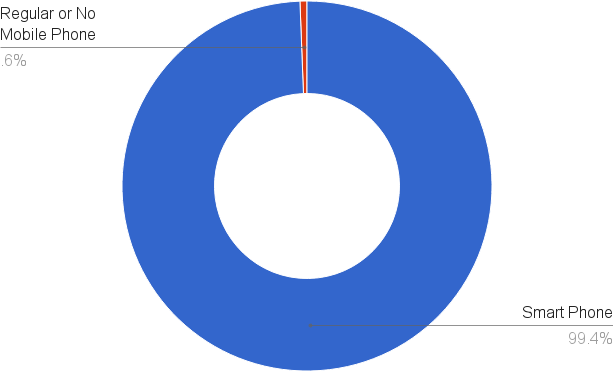 Regular or No
Mobile Phone
.6%
Smart Phone
99.4%